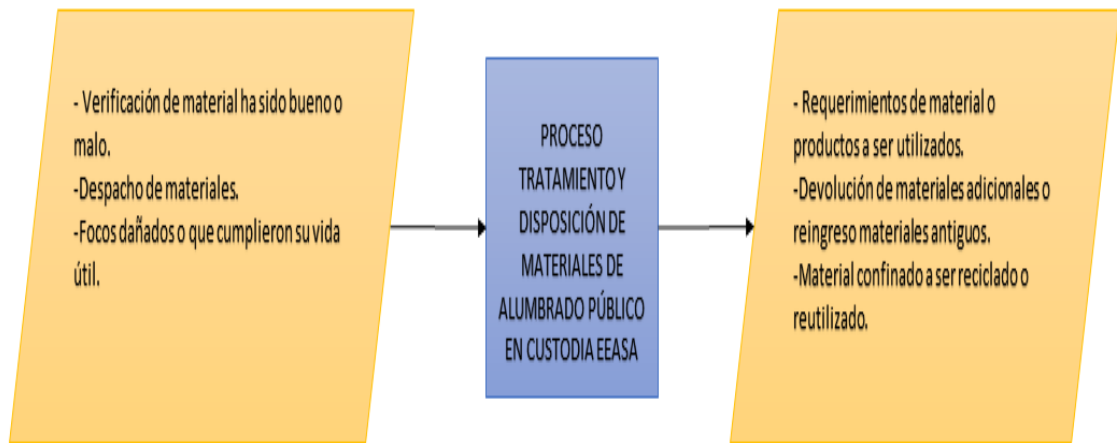 - Verificación de material ha sido bueno o
malo.
-Despacho de materiales.
-Focos dañados o que cumplieron su vida
útil.
PROCESO
TRATAMIENTO Y
DISPOSICIÓN DE
MATERIALES DE
ALUMBRADO PÚBLICO
EN CUSTODIA EEASA
- Requerimientos de material o
productos a ser utilizados.
-Devolución de materiales adicionales o
reingreso materiales antiguos.
-Material confinado a ser reciclado o
reutilizado.